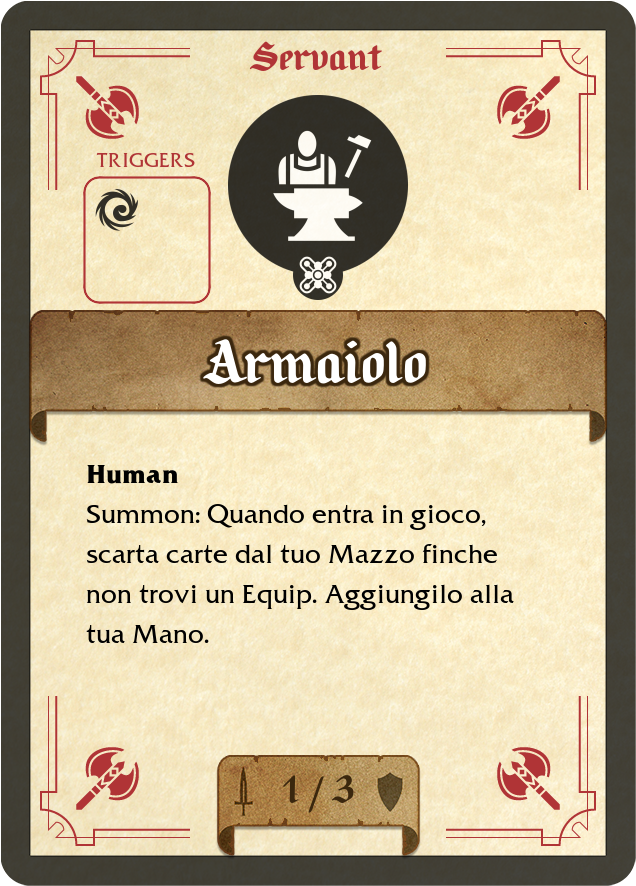 Servant
TRIGGERS
Armaiolo
Human
Summon: Quando entra in gioco,
scarta carte dal tuo Mazzo finche
non trovi un Equip. Aggiungilo alla
tua Mano.
1/3